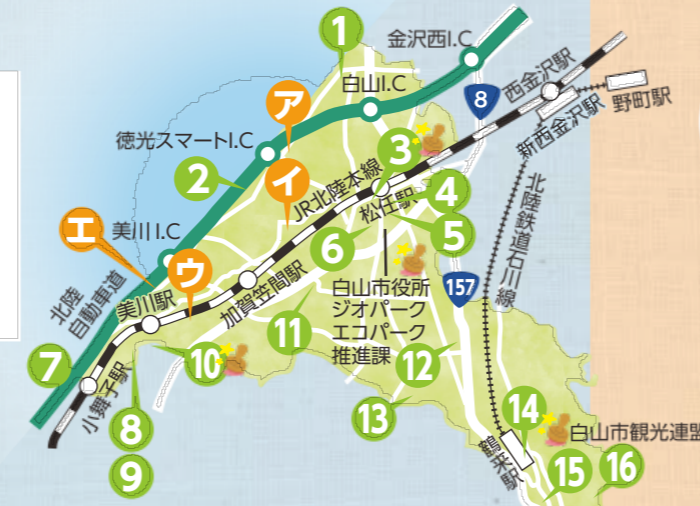 1
金沢西I.C
白山I.C
8
西金沢駅
新西金沢駅
野町駅
ア
徳光スマートI.C
2
イ
JR北陸本線
3
松任駅
4
5
6
北陸鉄道石川線
エ
美川I.C
ウ
北陸
自動車道
美川駅
加賀笠間駅
白山市役所
ジオパーク
エコパーク
推進課
157
7
小舞子駅
8
9
10
11
12
13
14
白山市観光連盟
鶴来駅
15
16